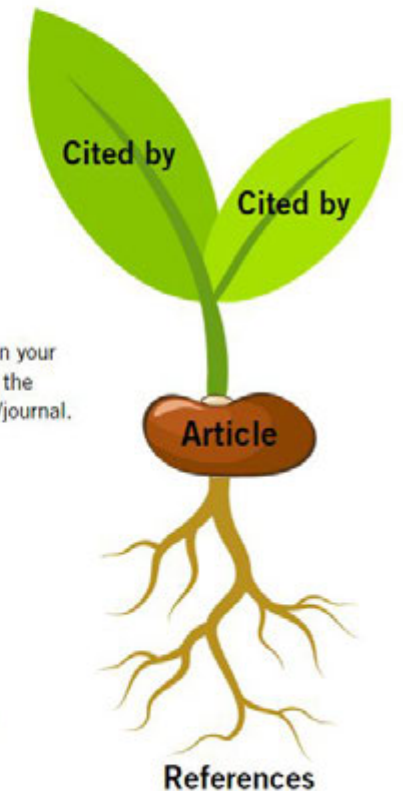 Cited by
Cited by
n your
the
/journal.
Article
References